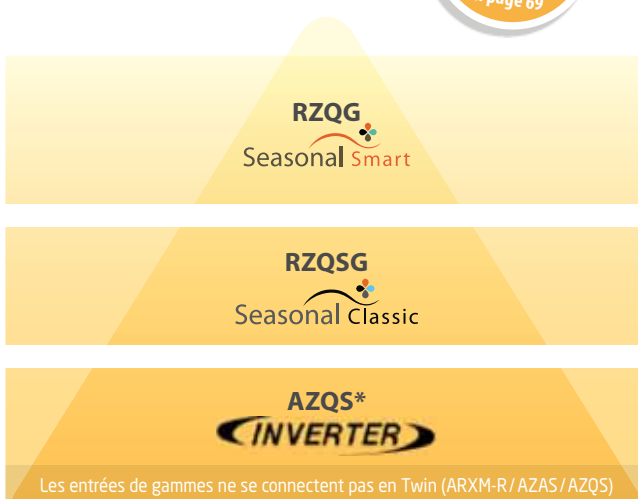 page 69
RZQG
Seasonal Smart
RZQSG
Seasonal Classic
AZQS*
INVERTER
Les entrées de gammes ne se connectent pas en Twin (ARXM-R / AZAS / AZQS)